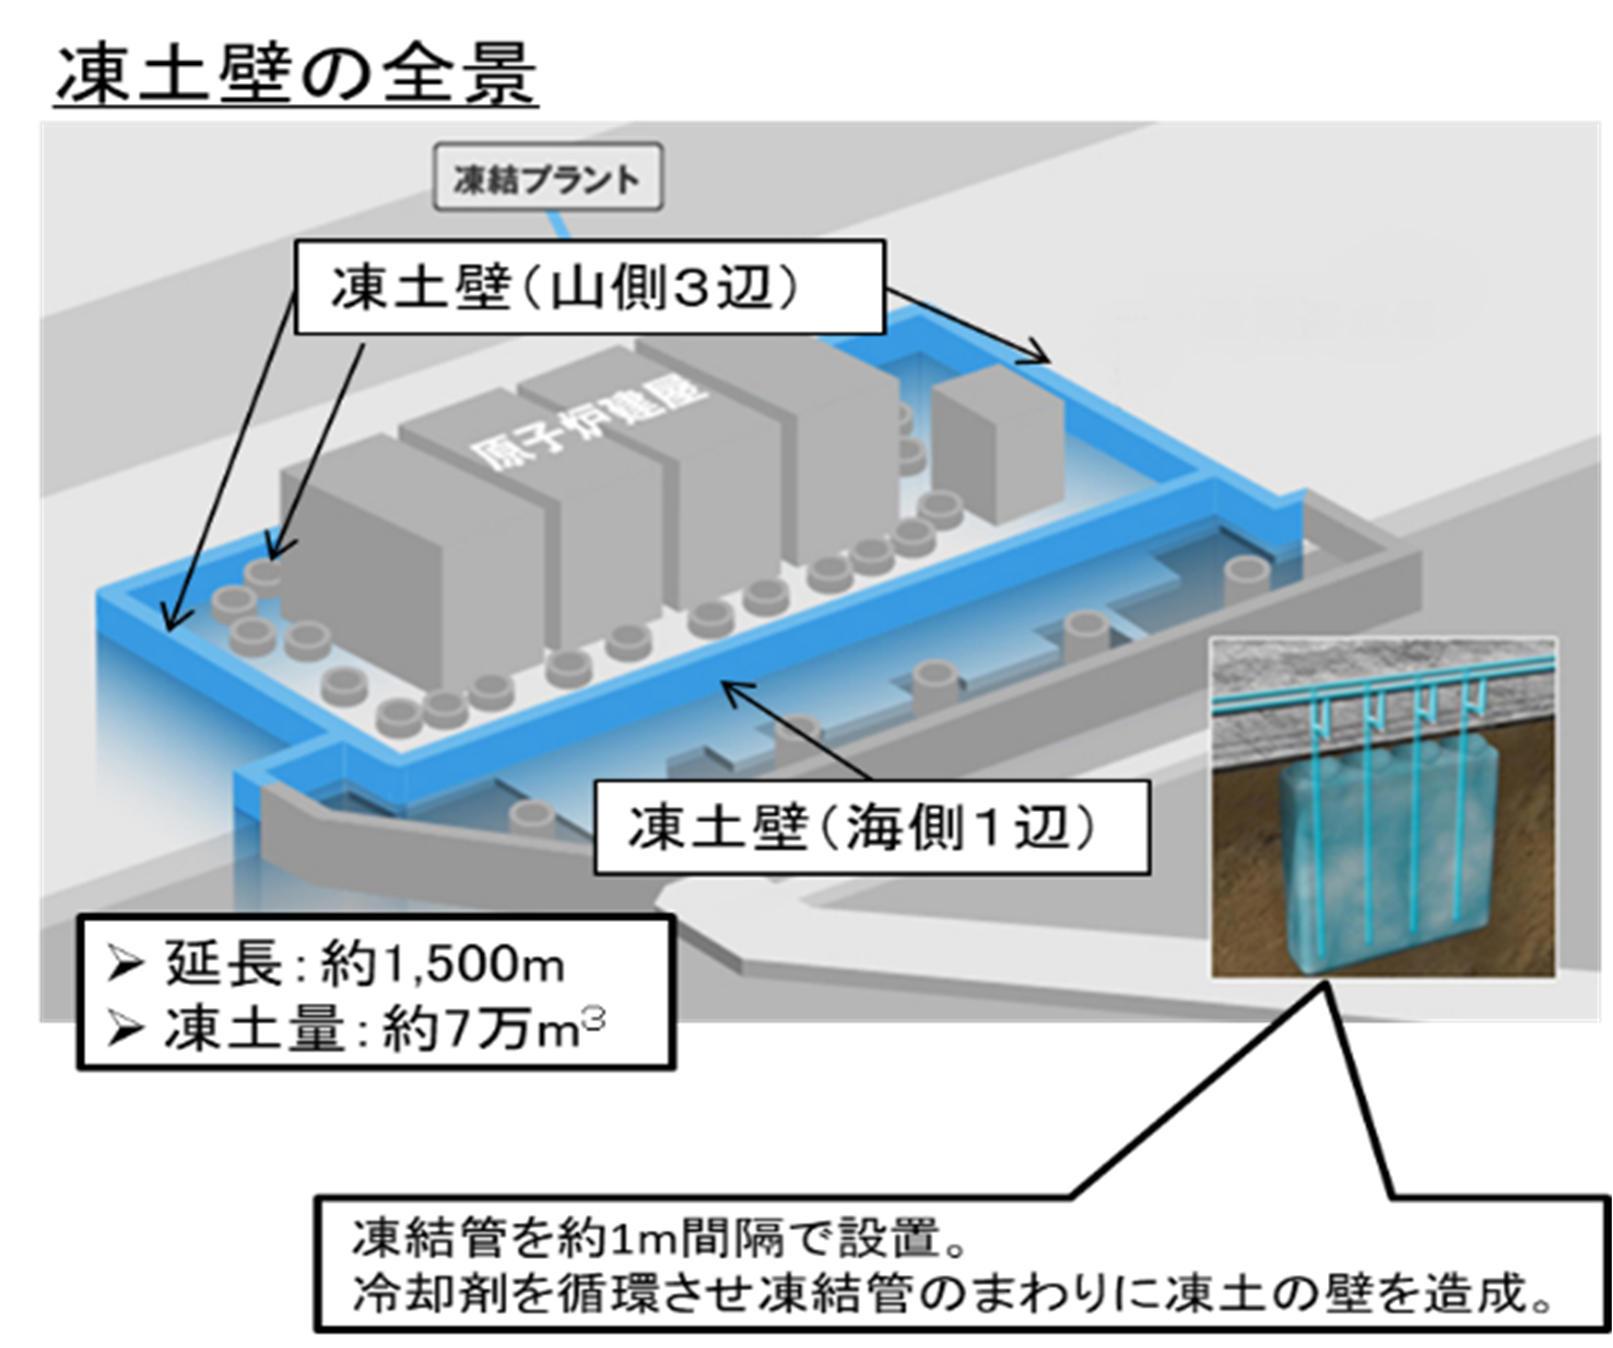 凍土壁の全景
凍結プラント
凍土壁（山側３辺）
原子炉建屋
凍土壁（海側１辺）
➢ 延長：約1,500m
➢ 凍土量：約7万m³
凍結管を約1m間隔で設置。
冷却剤を循環させ凍結管のまわりに凍土の壁を造成。